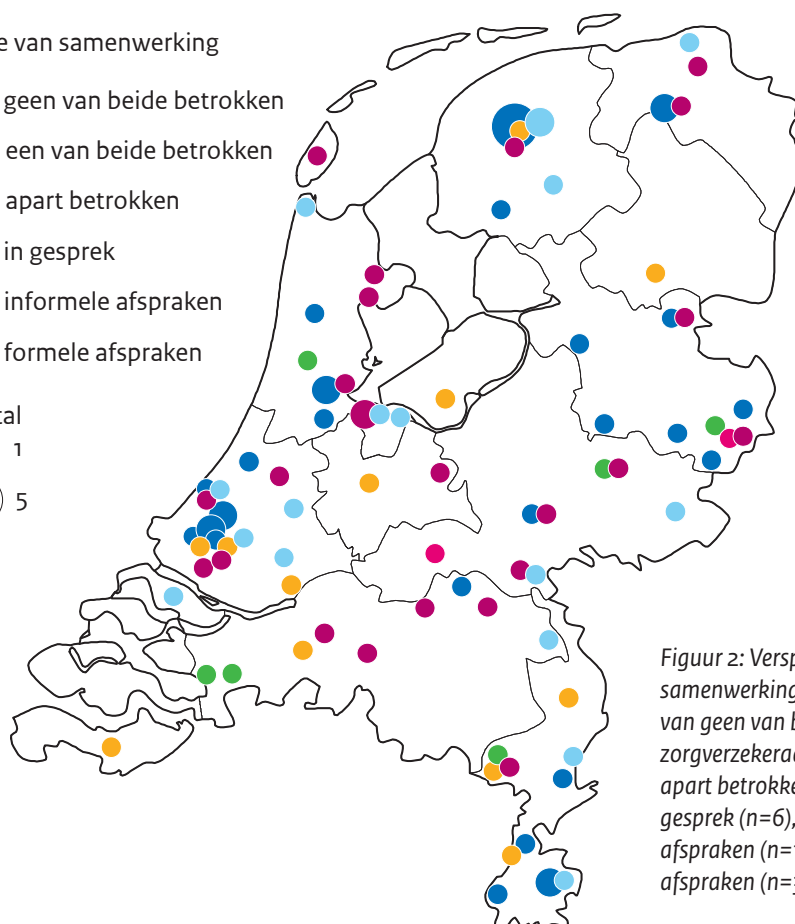 e van samenwerking
geen van beide betrokken
een van beide betrokken
apart betrokken
in gesprek
informele afspraken
formele afspraken
tal
1
5
Figuur 2: Versp
samenwerking
van geen van b
zorgverzekeraa
apart betrokke
gesprek (n=6),
afspraken (n=
afspraken (n=